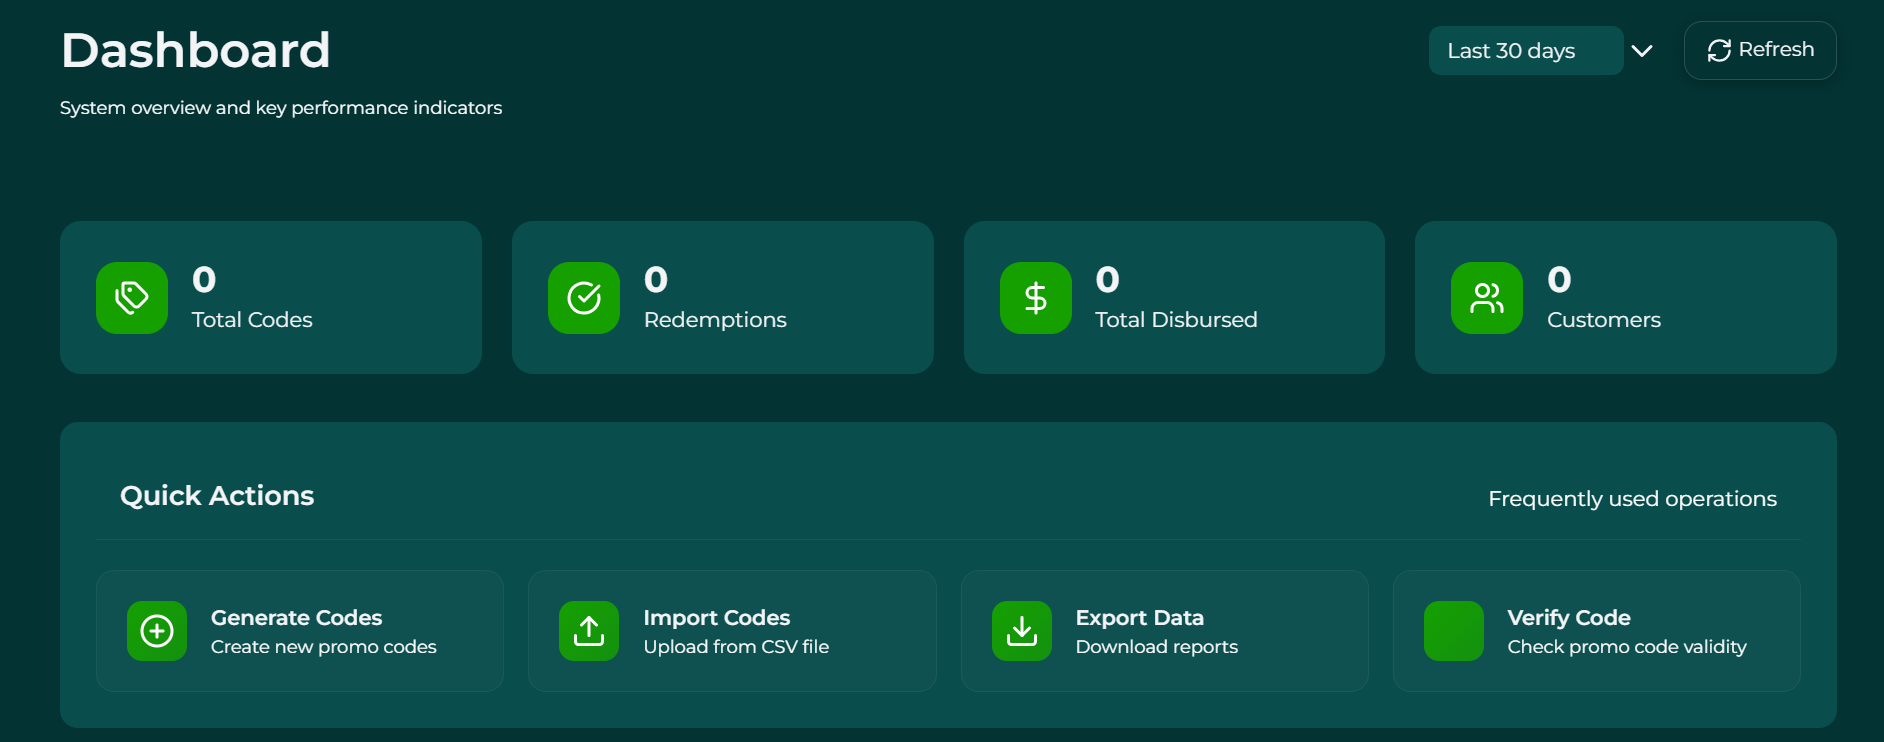 Dashboard
Last 30 days
Refresh
System overview and key performance indicators
0
Total Codes
0
Redemptions
0
Total Disbursed
0
Customers
Quick Actions
Frequently used operations
Generate Codes
Create new promo codes
Import Codes
Upload from CSV file
Export Data
Download reports
Verify Code
Check promo code validity